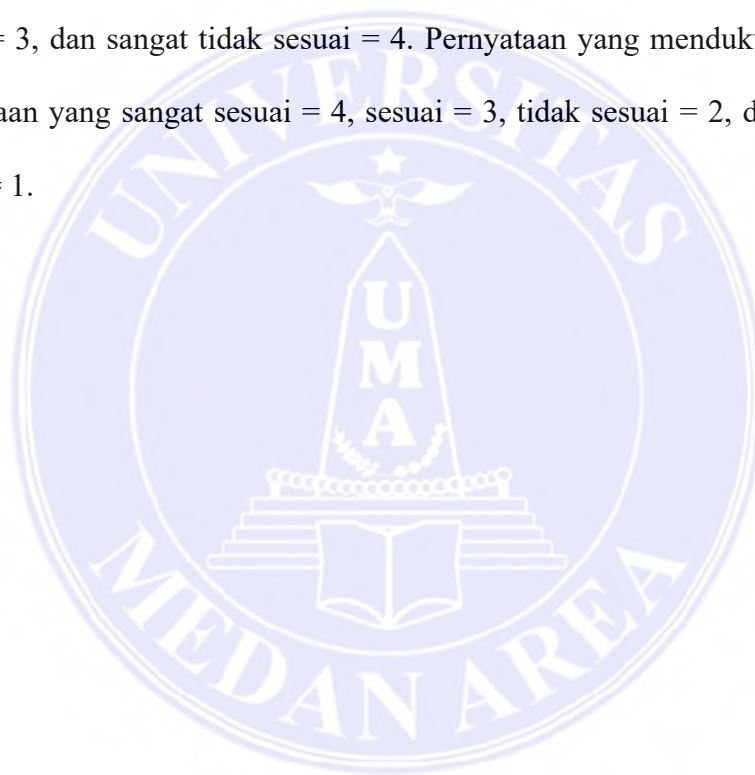 = 3, dan sangat tidak sesuai = 4. Pernyataan yang menduk
aan yang sangat sesuai = 4, sesuai = 3, tidak sesuai = 2, d
= 1.
UNIVERSITAS
UMA
MEDAN AREA